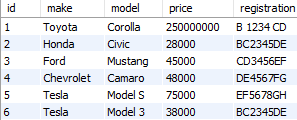 id make model price registration
1 Toyota Corolla 250000000 B 1234 CD
2 Honda Civic 28000 BC2345DE
3 Ford Mustang 45000 CD3456EF
4 Chevrolet Camaro 48000 DE4567FG
5 Tesla Model S 75000 EF5678GH
6 Tesla Model 3 38000 BC2345DE